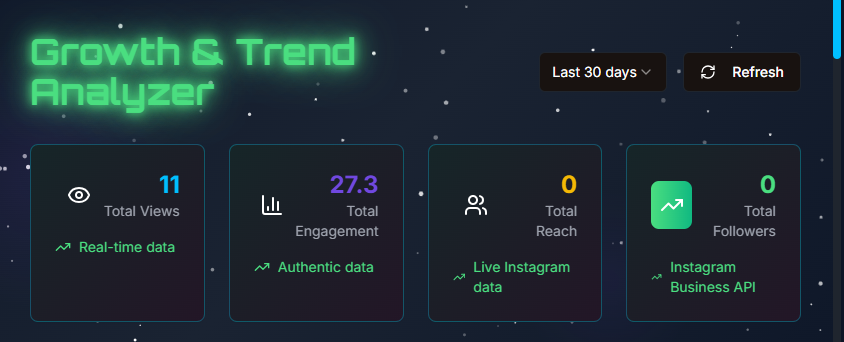 Growth & Trend
Analyzer
Last 30 days
Refresh
11
Total Views
Real-time data
27.3
Total
Engagement
Authentic data
0
Total
Reach
Live Instagram
data
0
Total
Followers
Instagram
Business API